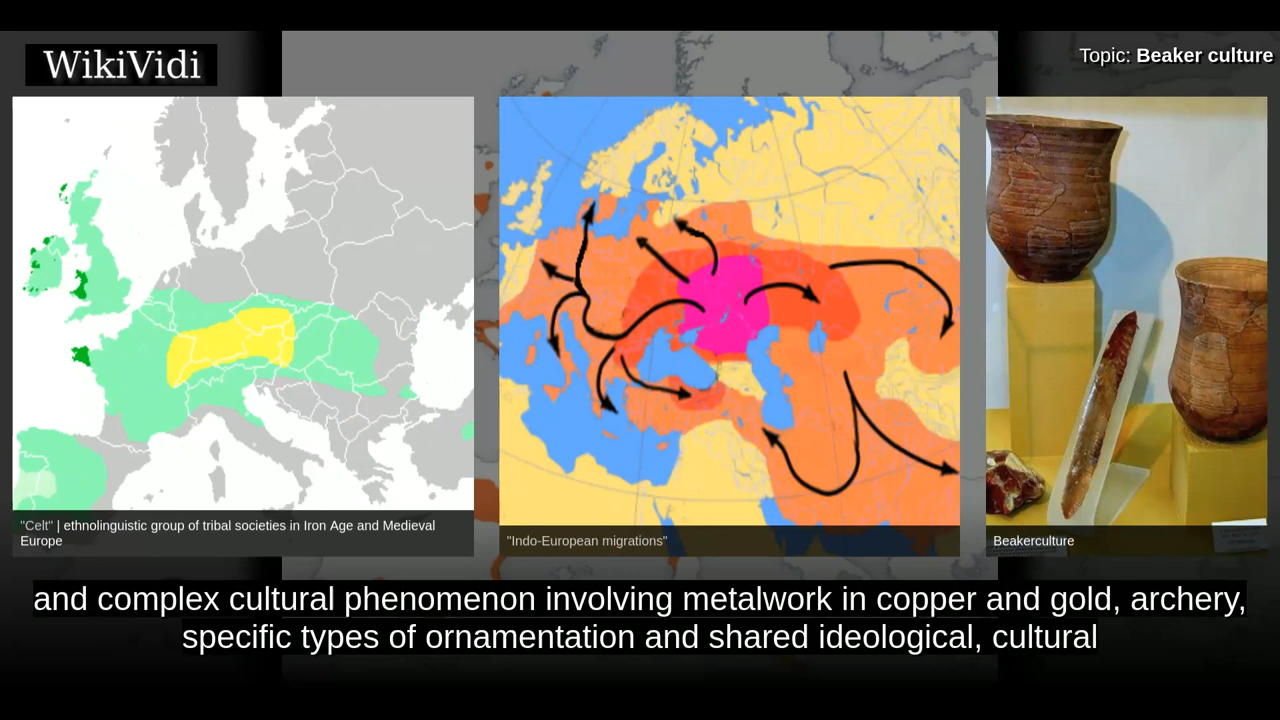 WikiVidi
Topic: Beaker culture
"Celt" | ethnolinguistic group of tribal societies in Iron Age and Medieval
Europe
"Indo-European migrations"
Beakerculture
and complex cultural phenomenon involving metalwork in copper and gold, archery,
specific types of ornamentation and shared ideological, cultural